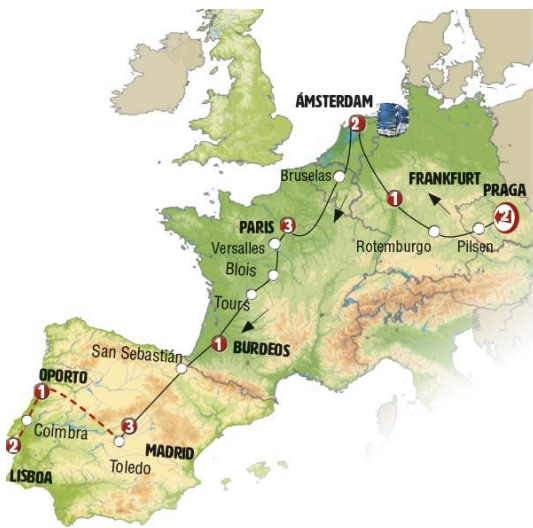 ÁMSTERDAM
2
Bruselas
FRANKFURT
1
PRAGA
2
PARIS
3
Versalles
Rotemburgo
Pilsen
Blois
Tours
1
BURDEOS
San Sebastián
OPORTO
1
Coimbra
3
MADRID
2
Toledo
LISBOA